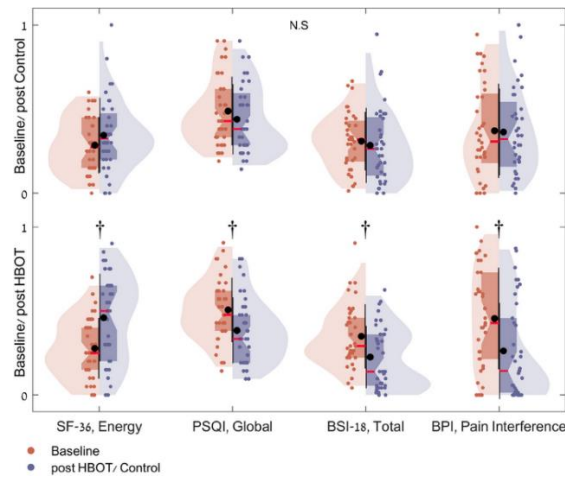 1
N.S
Baseline/ post Control
0
1
† † † †
Baseline/ post HBOT
0
SF-36, Energy PSQI, Global BSI-18, Total BPI, Pain Interference
Baseline
post HBOT/ Control